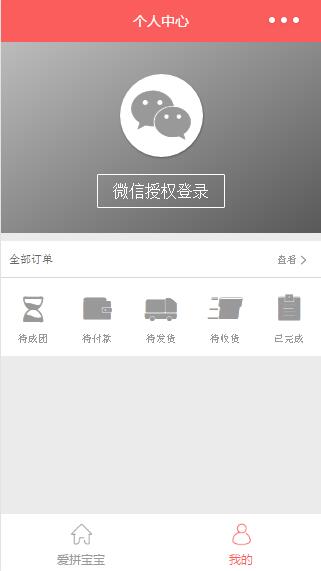 个人中心
微信授权登录
全部订单 查看
待成团 待付款 待发货 待收货 已完成
爱拼宝宝 我的